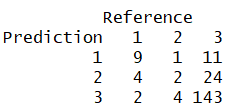 Reference
Prediction 1 2 3
1 9 1 11
2 4 2 24
3 2 4 143